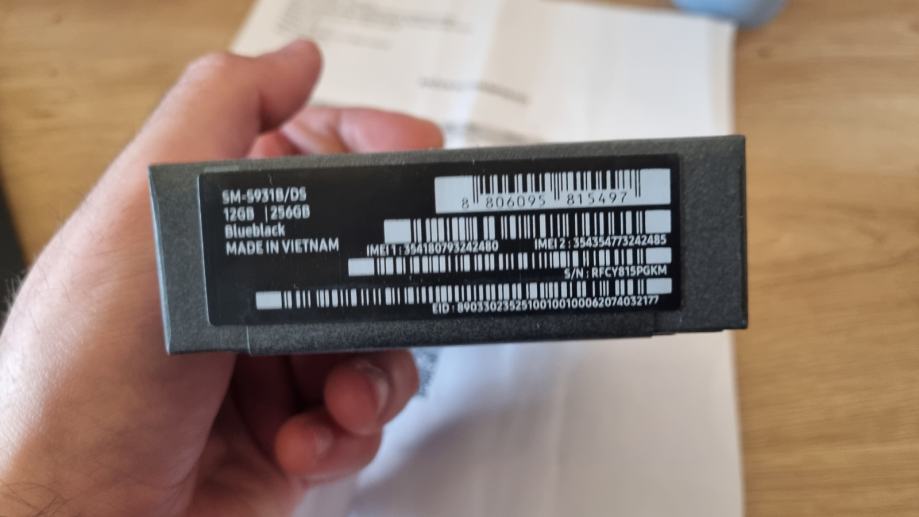 SM-S931B/DS
12GB | 256GB
Blueblack
MADE IN VIETNAM
8 806095 815497
IMEI 1 : 354180793242480 IMEI 2 : 354354773242485
S/N : RFCY815PGKM
EID : 89033023525100100100062074032177